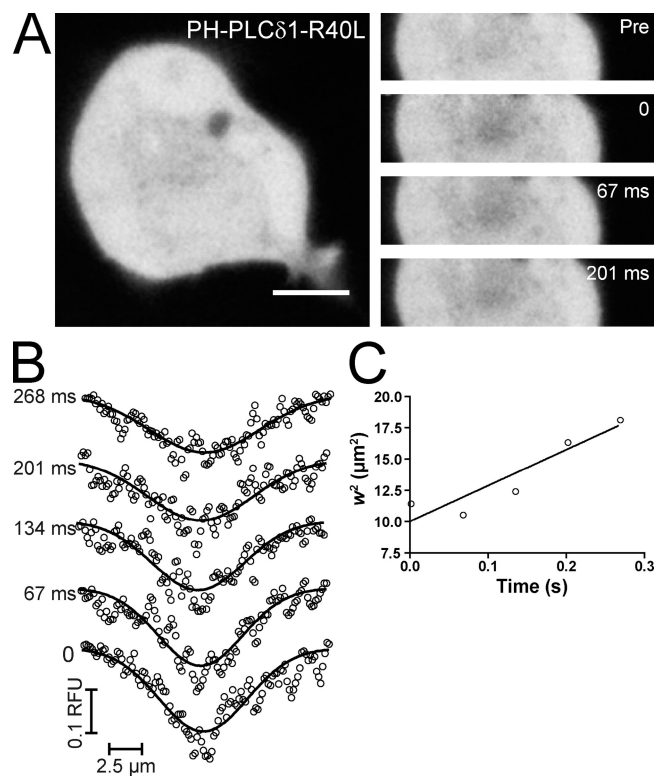 A
PH-PLCδ1-R40L
Pre
0
67 ms
201 ms
B
268 ms
201 ms
134 ms
67 ms
0
0.1 RFU
2.5 µm
C
20.0
17.5
15.0
12.5
10.0
7.5
w² (µm²)
0.0 0.1 0.2 0.3
Time (s)